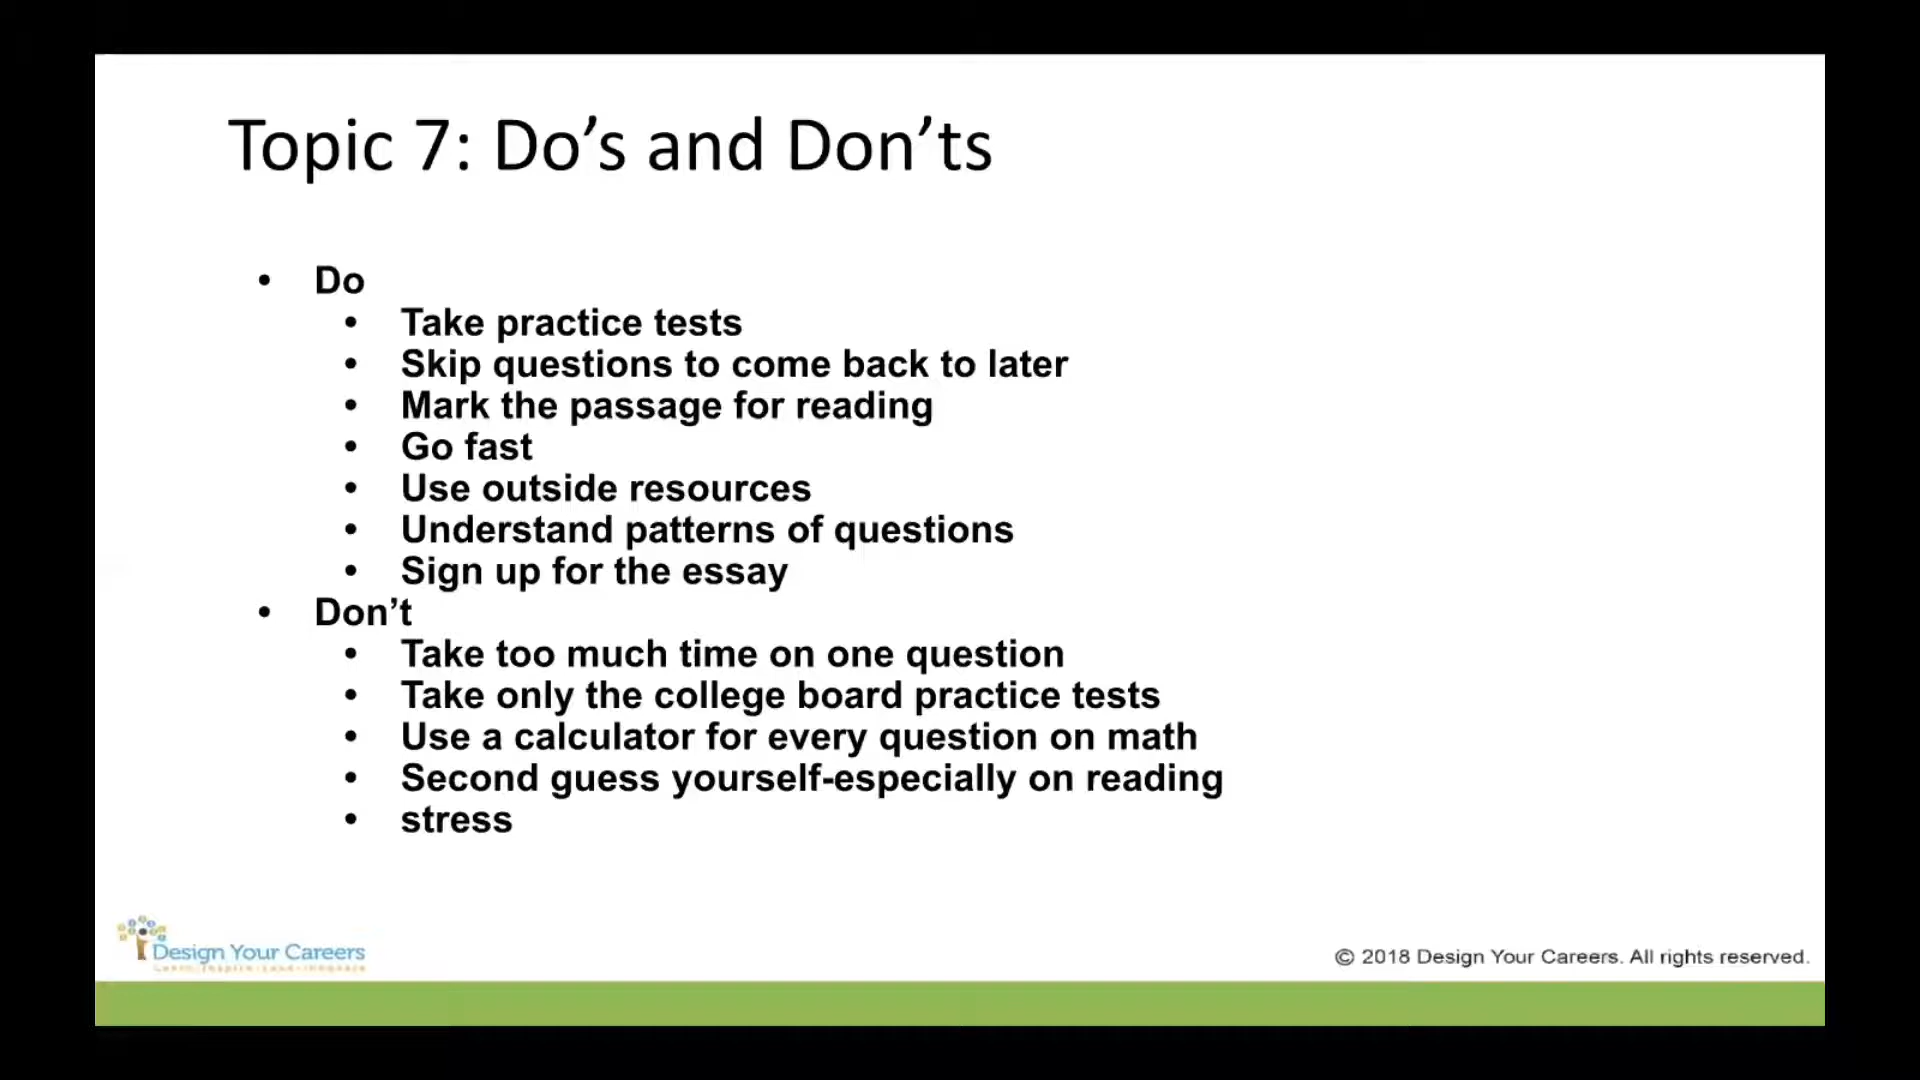 Topic 7: Do’s and Don’ts
• Do
• Take practice tests
• Skip questions to come back to later
• Mark the passage for reading
• Go fast
• Use outside resources
• Understand patterns of questions
• Sign up for the essay
• Don’t
• Take too much time on one question
• Take only the college board practice tests
• Use a calculator for every question on math
• Second guess yourself-especially on reading
• stress
Design Your Careers
© 2018 Design Your Careers. All rights reserved.